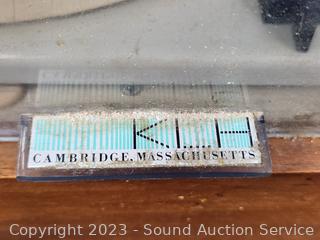 KLH
CAMBRIDGE, MASSACHUSETTS
Copyright 2023 - Sound Auction Service